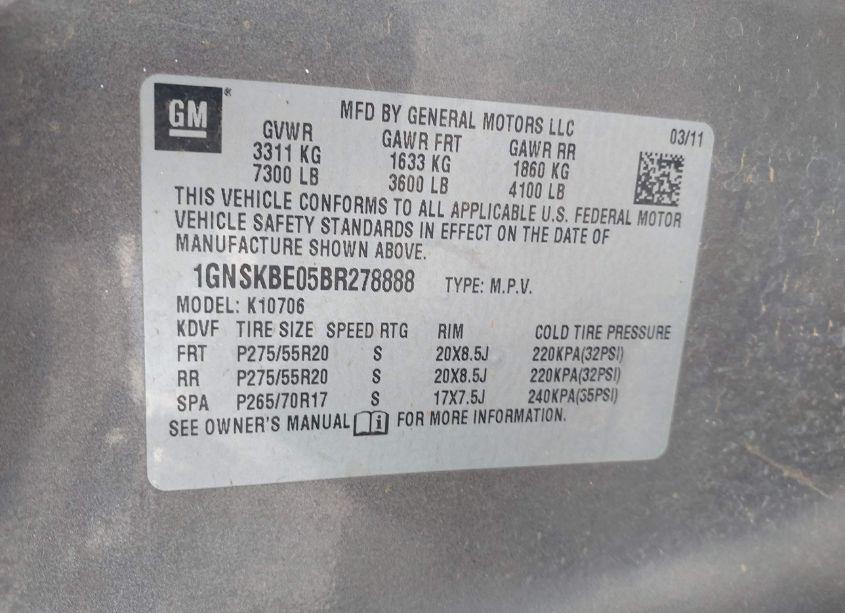 GM®
MFD BY GENERAL MOTORS LLC 03/11
GVWR GAWR FRT GAWR RR
3311 KG 1633 KG 1860 KG
7300 LB 3600 LB 4100 LB
THIS VEHICLE CONFORMS TO ALL APPLICABLE U.S. FEDERAL MOTOR
VEHICLE SAFETY STANDARDS IN EFFECT ON THE DATE OF
MANUFACTURE SHOWN ABOVE.
1GNSKBE05BR278888 TYPE: M.P.V.
MODEL: K10706
KDVF TIRE SIZE SPEED RTG RIM COLD TIRE PRESSURE
FRT P275/55R20 S 20X8.5J 220KPA(32PSI)
RR P275/55R20 S 20X8.5J 220KPA(32PSI)
SPA P265/70R17 S 17X7.5J 240KPA(35PSI)
SEE OWNER'S MANUAL i FOR MORE INFORMATION.